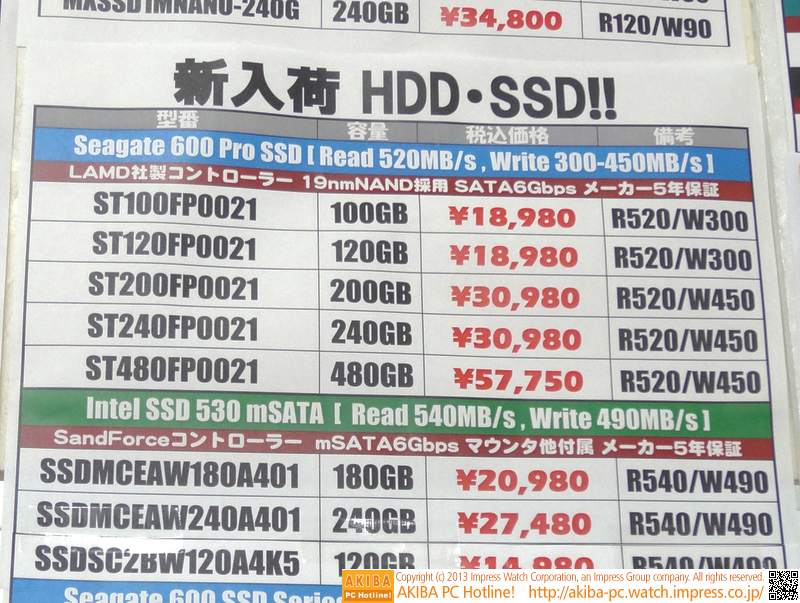 MXSSD1MNANO-240G 240GB ¥34,800 R120/W90
新入荷 HDD・SSD!!
型番 容量 税込価格 備考
Seagate 600 Pro SSD [ Read 520MB/s , Write 300-450MB/s ]
LAMD社製コントローラー 19nmNAND採用 SATA6Gbps メーカー5年保証
ST100FP0021 100GB ¥18,980 R520/W300
ST120FP0021 120GB ¥18,980 R520/W300
ST200FP0021 200GB ¥30,980 R520/W450
ST240FP0021 240GB ¥30,980 R520/W450
ST480FP0021 480GB ¥57,750 R520/W450
Intel SSD 530 mSATA [ Read 540MB/s , Write 490MB/s ]
SandForceコントローラー mSATA6Gbps マウンタ他付属 メーカー5年保証
SSDMCEAW180A401 180GB ¥20,980 R540/W490
SSDMCEAW240A401 240GB ¥27,480 R540/W490
SSDSC2BW120A4K5 120GB ¥14,980 R540/W490
Seagate 600 SSD Series
AKIBA PC Hotline!
Copyright (c) 2013 Impress Watch Corporation, an Impress Group company. All rights reserved.
AKIBA PC Hotline! http://akiba-pc.watch.impress.co.jp/